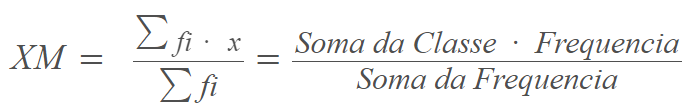 XM = ∑ fi · x / ∑ fi = Soma da Classe · Frequencia / Soma da Frequencia